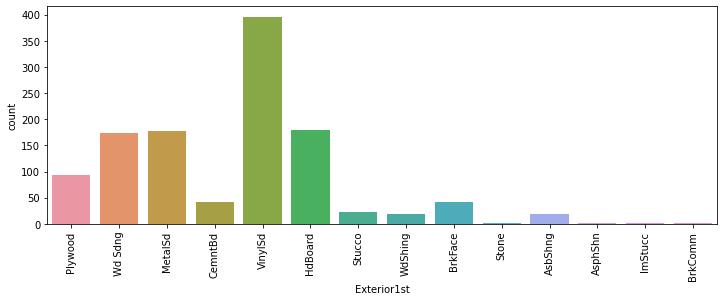 400
350
300
250
200
150
100
50
0
count
Plywood
Wd Sdng
MetalSd
CemntBd
VinylSd
HdBoard
Stucco
WdShing
BrkFace
Stone
AsbShng
AsphShn
ImStucc
BrkComm
Exterior1st